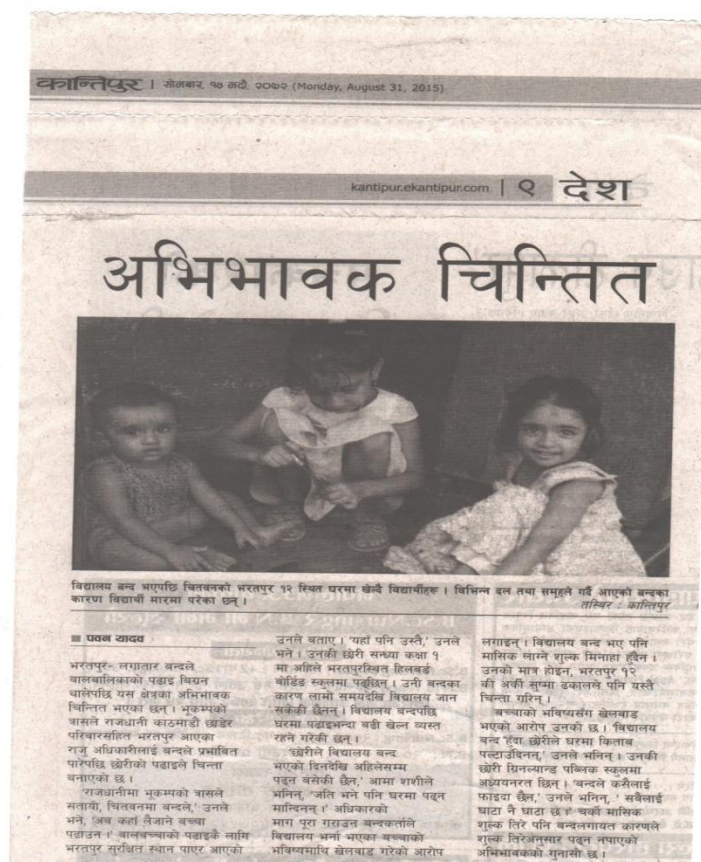 कान्तिपुर | सोमबार, १४ भदौ, २०७२ (Monday, August 31, 2015)
kantipur.ekantipur.com | ९ देश
अभिभावक चिन्तित
विद्यालय बन्द भएपछि चितवनको भरतपुर १२ स्थित घरमा खेल्दै विद्यार्थीहरू । विभिन्न दल तथा समूहले गर्दै आएको बन्दका
कारण विद्यार्थी मारमा परेका छन् ।
तस्बिर : कान्तिपुर
पवन यादव
भरतपुर– लगातार बन्दले
बालबालिकाको पढाइ बिग्रन
थालेपछि यस क्षेत्रका अभिभावक
चिन्तित भएका छन् । भूकम्पको
त्रासले राजधानी काठमाडौं छाडेर
परिवारसहित भरतपुर आएका
राजु अधिकारीलाई बन्दले प्रभावित
पारेपछि छोरीको पढाइले चिन्ता
बनाएको छ ।
'राजधानीमा भूकम्पको त्रासले
सतायो, चितवनमा बन्दले,' उनले
भने, 'अब कहाँ लैजाने बच्चा
पढाउन ।' बालबच्चाको पढाइकै लागि
भरतपुर सुरक्षित स्थान पाएर आएको
उनले बताए । 'यहाँ पनि उस्तै,' उनले
भने । उनकी छोरी सन्ध्या कक्षा १
मा अहिले भरतपुरस्थित हिलबर्ड
बोर्डिङ स्कुलमा पढ्छिन् । उनी बन्दका
कारण लामो समयदेखि विद्यालय जान
सकेकी छैनन् । विद्यालय बन्दपछि
घरमा पढाइभन्दा बढी खेल्न व्यस्त
रहने गरेकी छन् ।
'छोरीले विद्यालय बन्द
भएको दिनदेखि अहिलेसम्म
पढ्न बसेकी छैन,' आमा शशीले
भनिन्, 'जति भने पनि घरमा पढ्न
मान्दिनन् ।' अधिकारको
माग पूरा गराउन बन्दकर्ताले
विद्यालय भर्ना भएका बच्चाको
भविष्यमाथि खेलबाड गरेको आरोप
लगाइन् । विद्यालय बन्द भए पनि
मासिक लाग्ने शुल्क मिनाहा हुँदैन ।
उनको मात्र होइन, भरतपुर १२
की अर्की सुष्मा ढकालले पनि यस्तै
चिन्ता गरिन् ।
बच्चाको भविष्यसँग खेलबाड
भएको आरोप उनको छ । 'विद्यालय
बन्द हुँदा छोरीले घरमा किताब
पल्टाउँदिनन्,' उनले भनिन् । उनकी
छोरी ग्रिनल्यान्ड पब्लिक स्कुलमा
अध्ययनरत छिन् । 'बन्दले कसैलाई
फाइदा छैन,' उनले भनिन्, ' सबैलाई
घाटा नै घाटा छ ।' चर्को मासिक
शुल्क तिरे पनि बन्दलगायत कारणले
शुल्क तिरेअनुसार पढ्न नपाएको
अभिभावकको गुनासो छ ।